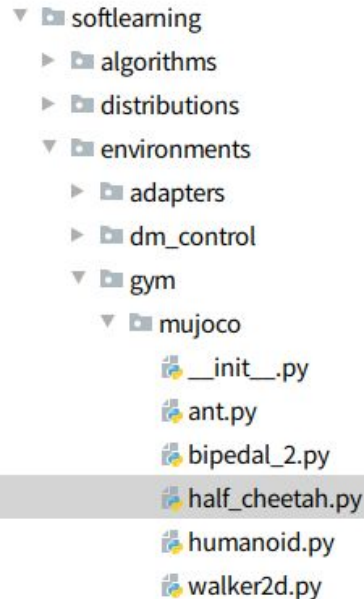 softlearning
algorithms
distributions
environments
adapters
dm_control
gym
mujoco
__init__.py
ant.py
bipedal_2.py
half_cheetah.py
humanoid.py
walker2d.py